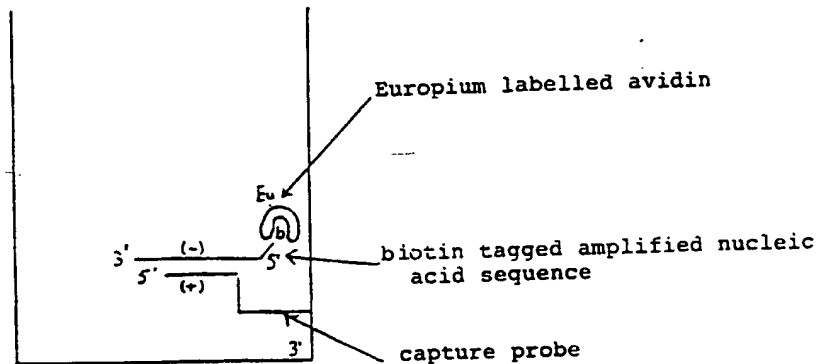 Europium labelled avidin
Eu
b
3' (-) 5'
biotin tagged amplified nucleic
acid sequence
5' (+)
3'
capture probe